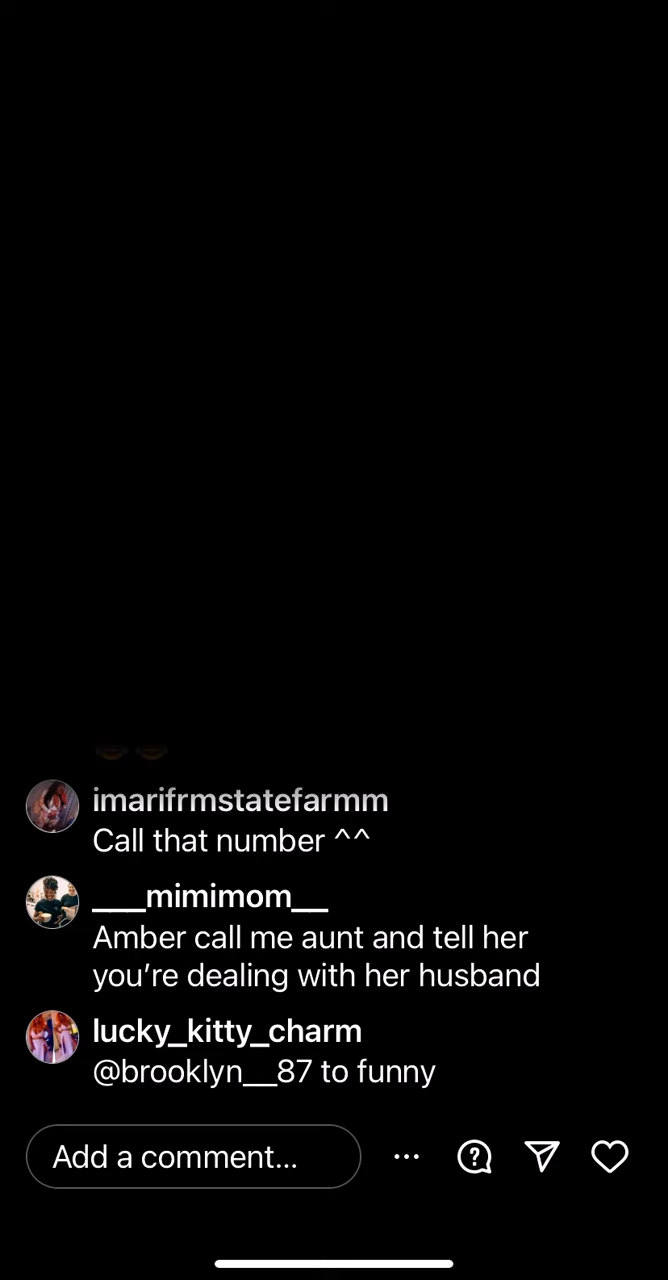 imarifrmstatefarmm
Call that number ^^
___mimimom__
Amber call me aunt and tell her
you’re dealing with her husband
lucky_kitty_charm
@brooklyn__87 to funny
Add a comment...